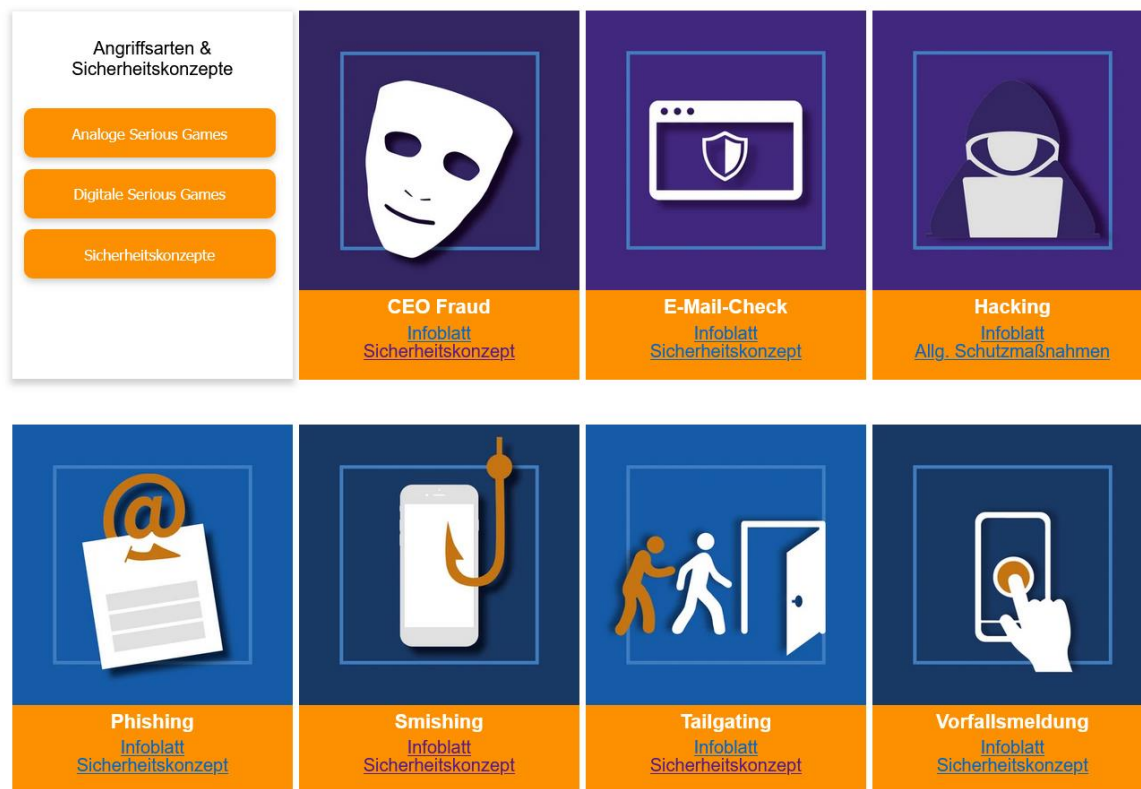 Angriffsarten &
Sicherheitskonzepte
Analoge Serious Games
Digitale Serious Games
Sicherheitskonzepte
CEO Fraud
Infoblatt
Sicherheitskonzept
E-Mail-Check
Infoblatt
Sicherheitskonzept
Hacking
Infoblatt
Allg. Schutzmaßnahmen
@
Phishing
Infoblatt
Sicherheitskonzept
Smishing
Infoblatt
Sicherheitskonzept
Tailgating
Infoblatt
Sicherheitskonzept
Vorfallsmeldung
Infoblatt
Sicherheitskonzept